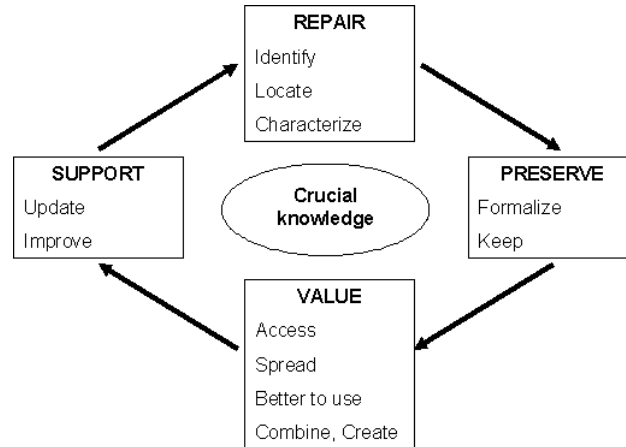 REPAIR
Identify
Locate
Characterize
SUPPORT
Update
Improve
Crucial
knowledge
PRESERVE
Formalize
Keep
VALUE
Access
Spread
Better to use
Combine, Create